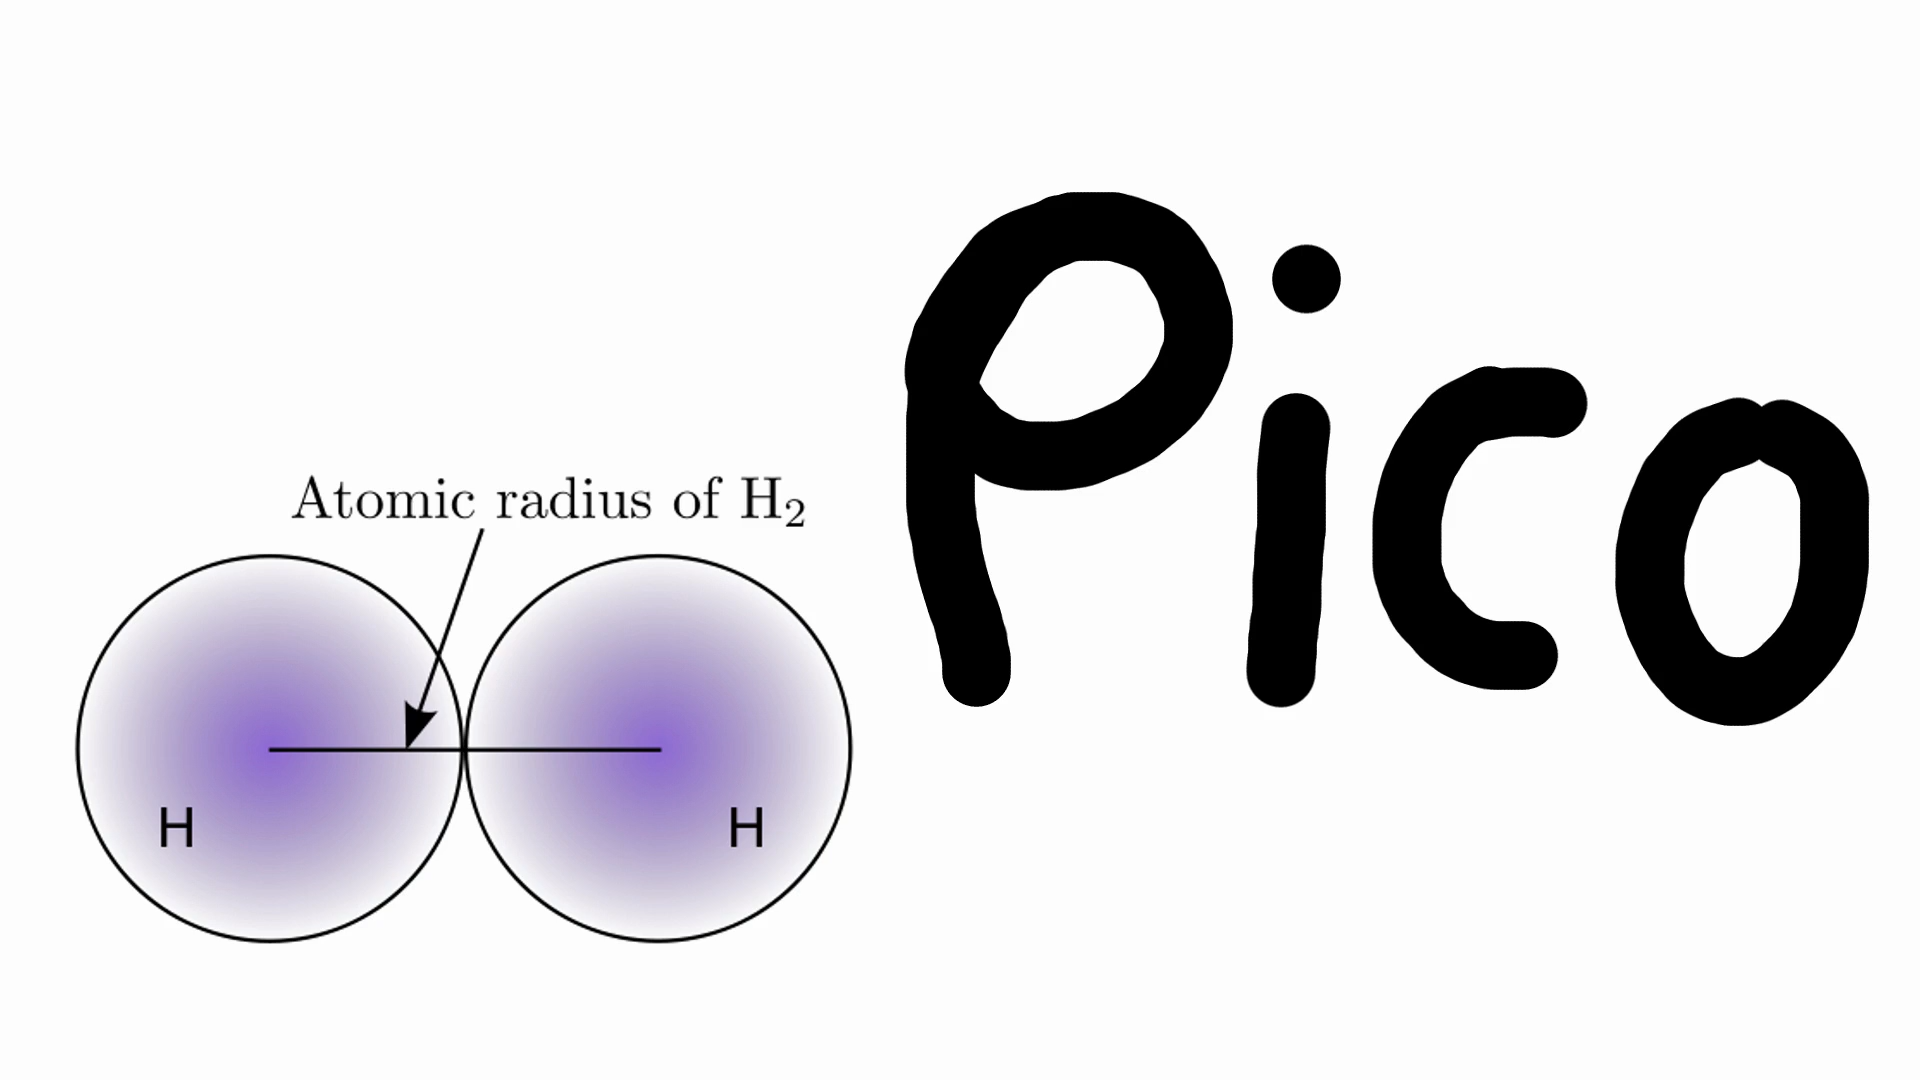 Pico
Atomic radius of H₂
H H